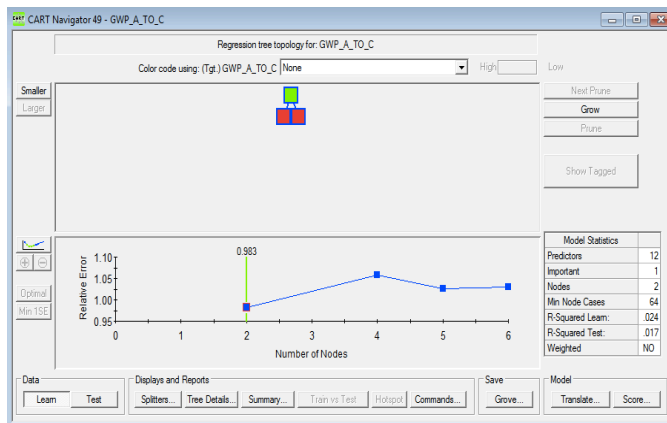 CART Navigator 49 - GWP_A_TO_C
Regression tree topology for: GWP_A_TO_C
Color code using: (Tgt.) GWP_A_TO_C None High Low
Smaller
Larger
Next Prune
Grow
Prune
Show Tagged
Optimal
Min 1SE
Relative Error
1.10
1.05
1.00
0.95
0.983
0 1 2 3 4 5 6
Number of Nodes
Model Statistics
Predictors 12
Important 1
Nodes 2
Min Node Cases 64
R-Squared Learn: .024
R-Squared Test: .017
Weighted NO
Data
Learn Test
Displays and Reports
Splitters... Tree Details... Summary... Train vs Test Hotspot Commands...
Save
Grove...
Model
Translate... Score...